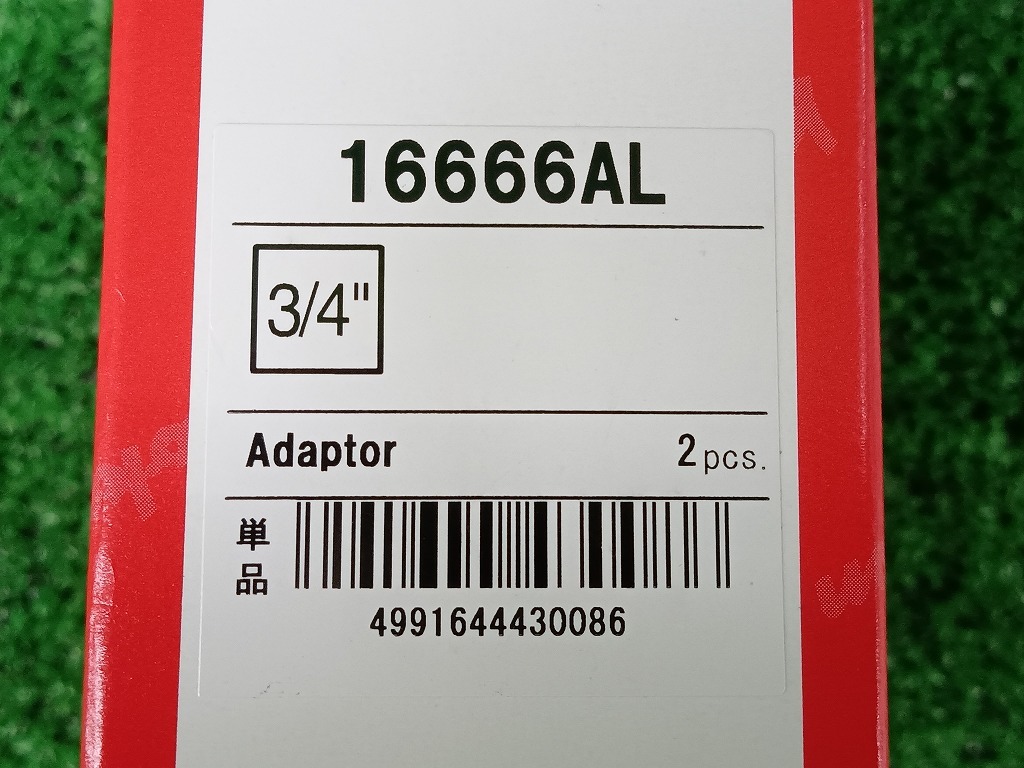 16666AL
3/4"
Adaptor 2pcs.
単品
4991644430086